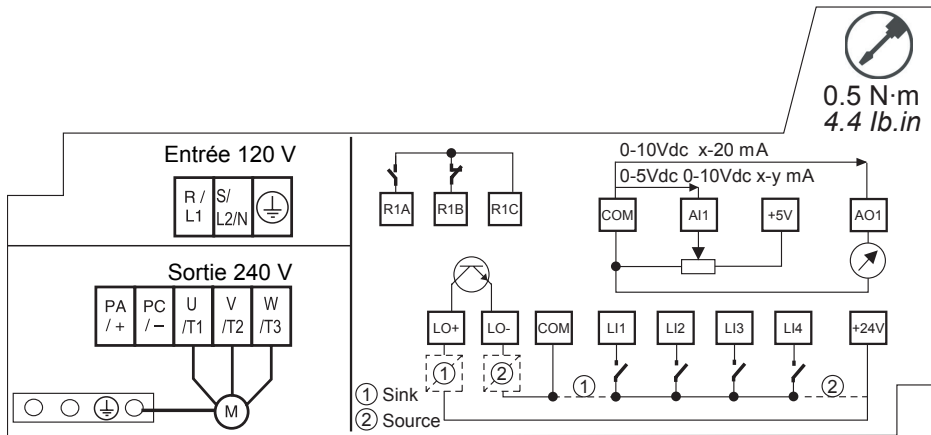 0.5 N·m
4.4 lb.in
Entrée 120 V
R / L1
S/ L2/N
Sortie 240 V
PA / +
PC / –
U /T1
V /T2
W /T3
M
0-10Vdc x-20 mA
0-5Vdc 0-10Vdc x-y mA
R1A R1B R1C
COM AI1 +5V AO1
LO+ LO- COM LI1 LI2 LI3 LI4 +24V
① ② ① ②
① Sink
② Source